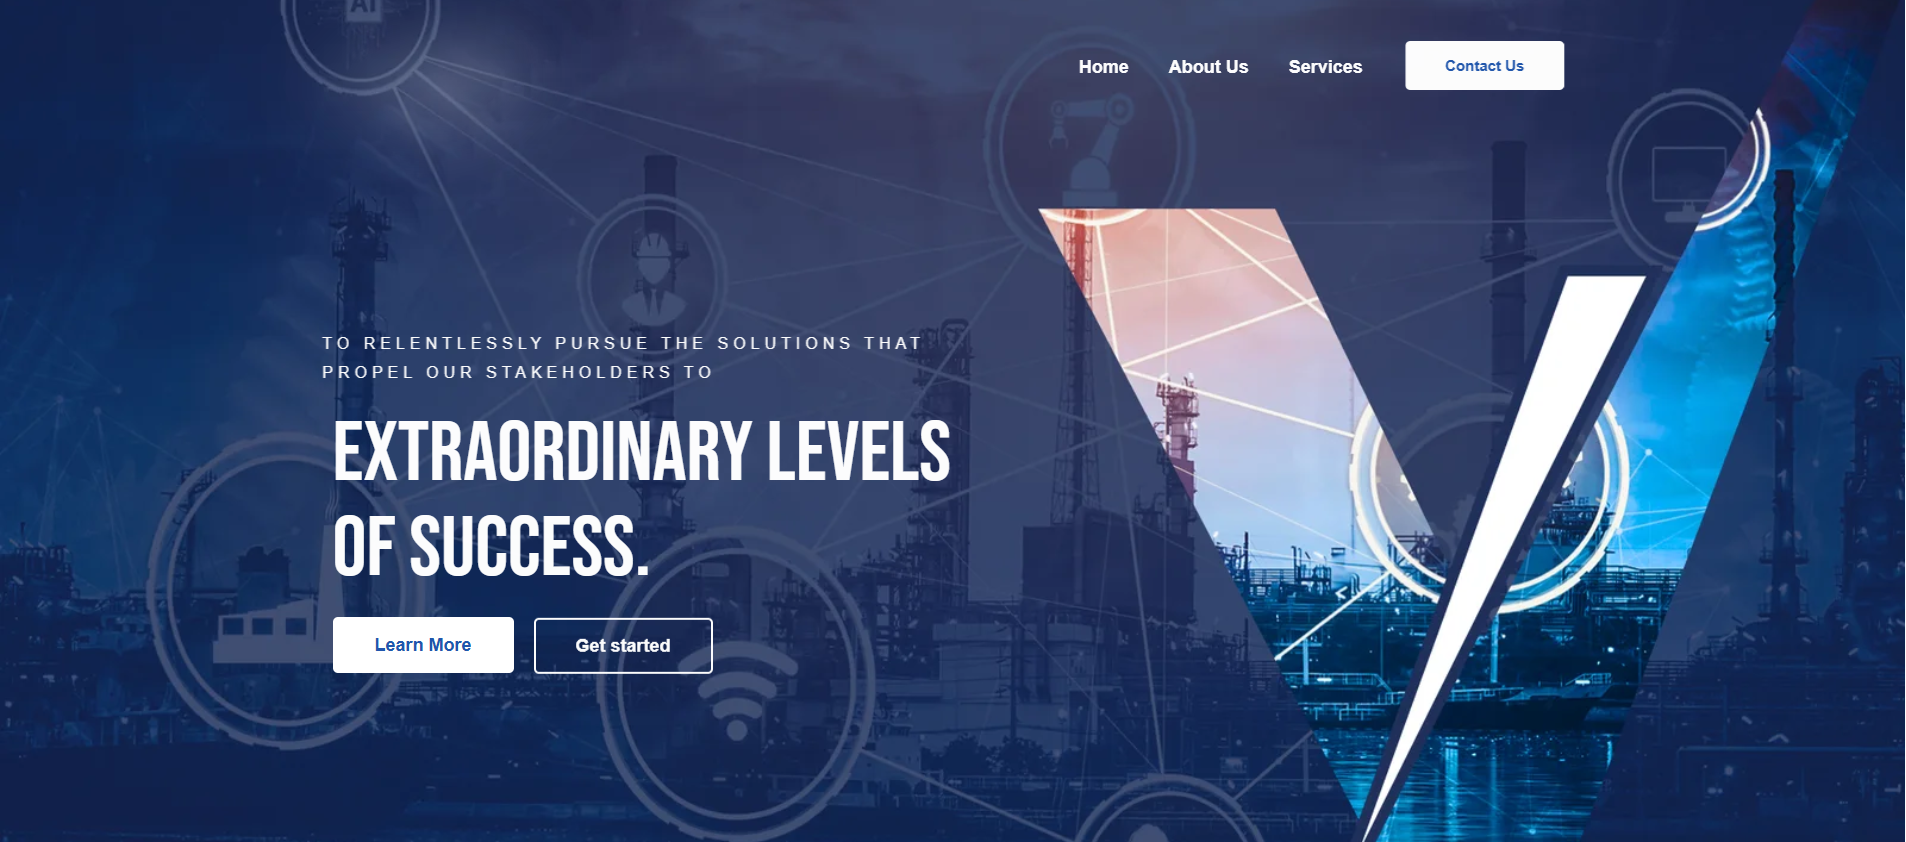 AI
Home
About Us
Services
Contact Us
TO RELENTLESSLY PURSUE THE SOLUTIONS THAT
PROPEL OUR STAKEHOLDERS TO
EXTRAORDINARY LEVELS
OF SUCCESS.
Learn More
Get started